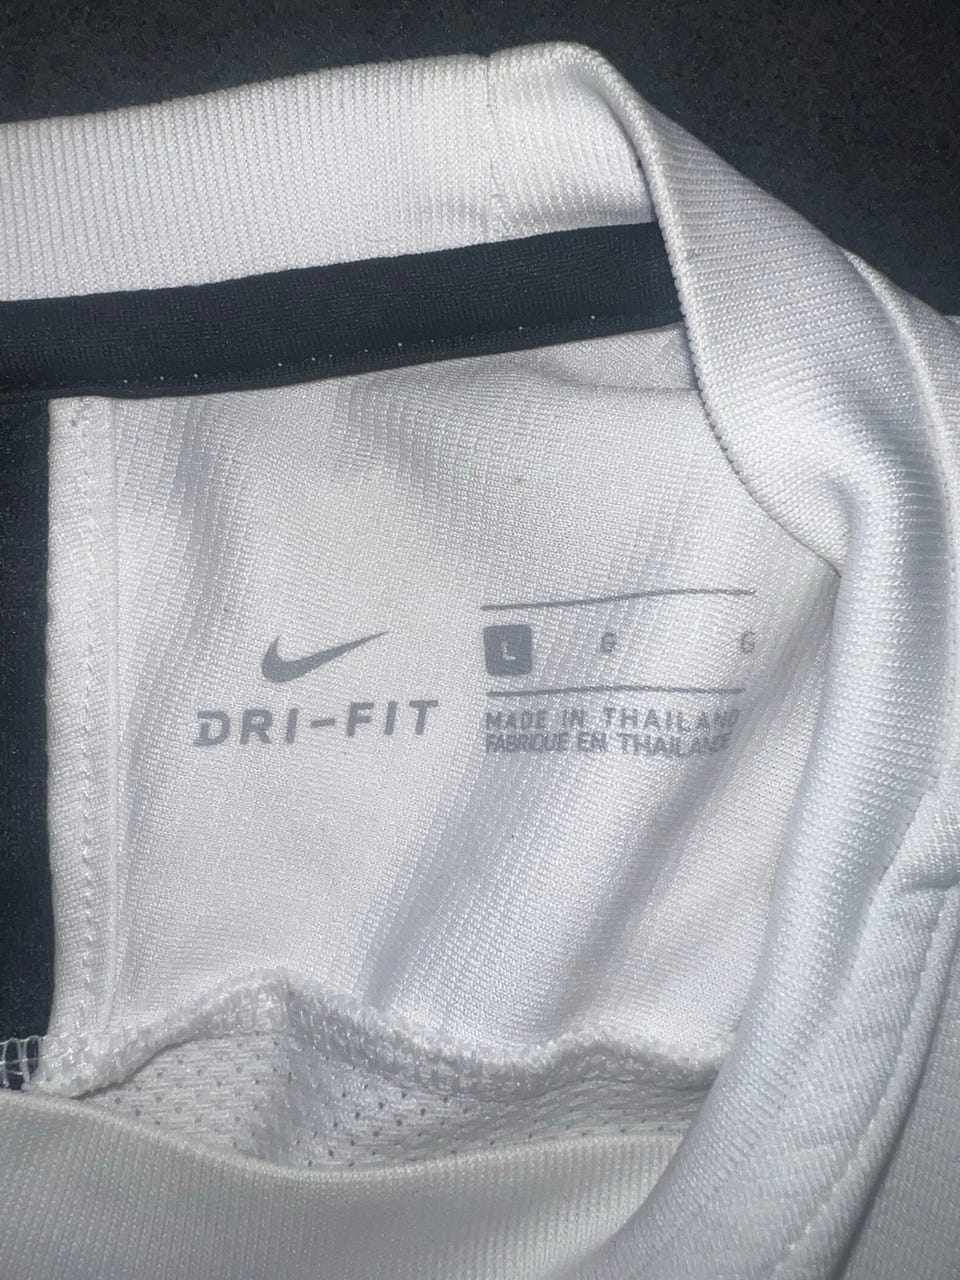 L G G
DRI-FIT
MADE IN THAILAND
FABRIQUE EN THAILANDE